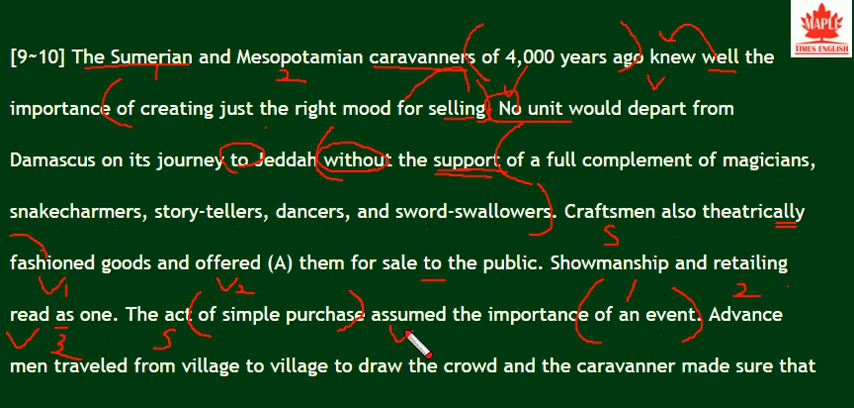 MAPLE
TIMES ENGLISH
[9~10] The Sumerian and Mesopotamian caravanners of 4,000 years ago knew well the
importance of creating just the right mood for selling. No unit would depart from
Damascus on its journey to Jeddah without the support of a full complement of magicians,
snakecharmers, story-tellers, dancers, and sword-swallowers. Craftsmen also theatrically
fashioned goods and offered (A) them for sale to the public. Showmanship and retailing
read as one. The act of simple purchase assumed the importance of an event. Advance
men traveled from village to village to draw the crowd and the caravanner made sure that